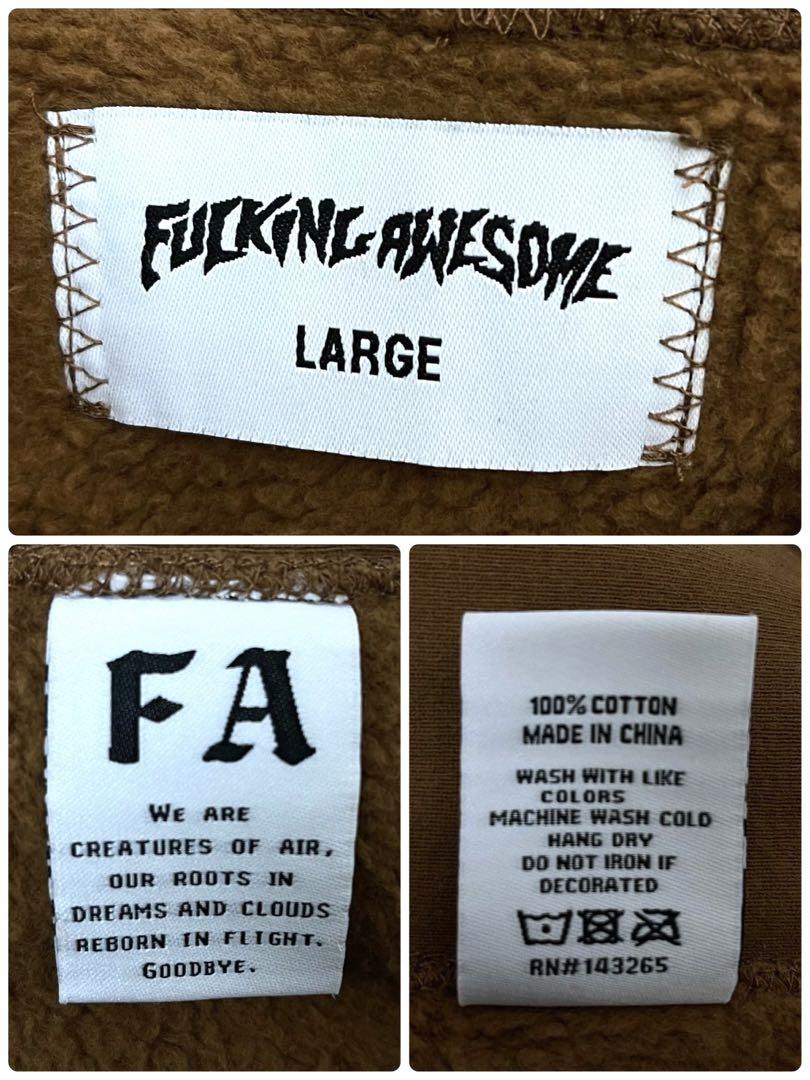 FUCKING AWESOME
LARGE
FA
WE ARE
CREATURES OF AIR,
OUR ROOTS IN
DREAMS AND CLOUDS
REBORN IN FLIGHT.
GOODBYE.
100% COTTON
MADE IN CHINA
WASH WITH LIKE
COLORS
MACHINE WASH COLD
HANG DRY
DO NOT IRON IF
DECORATED
RN#143265